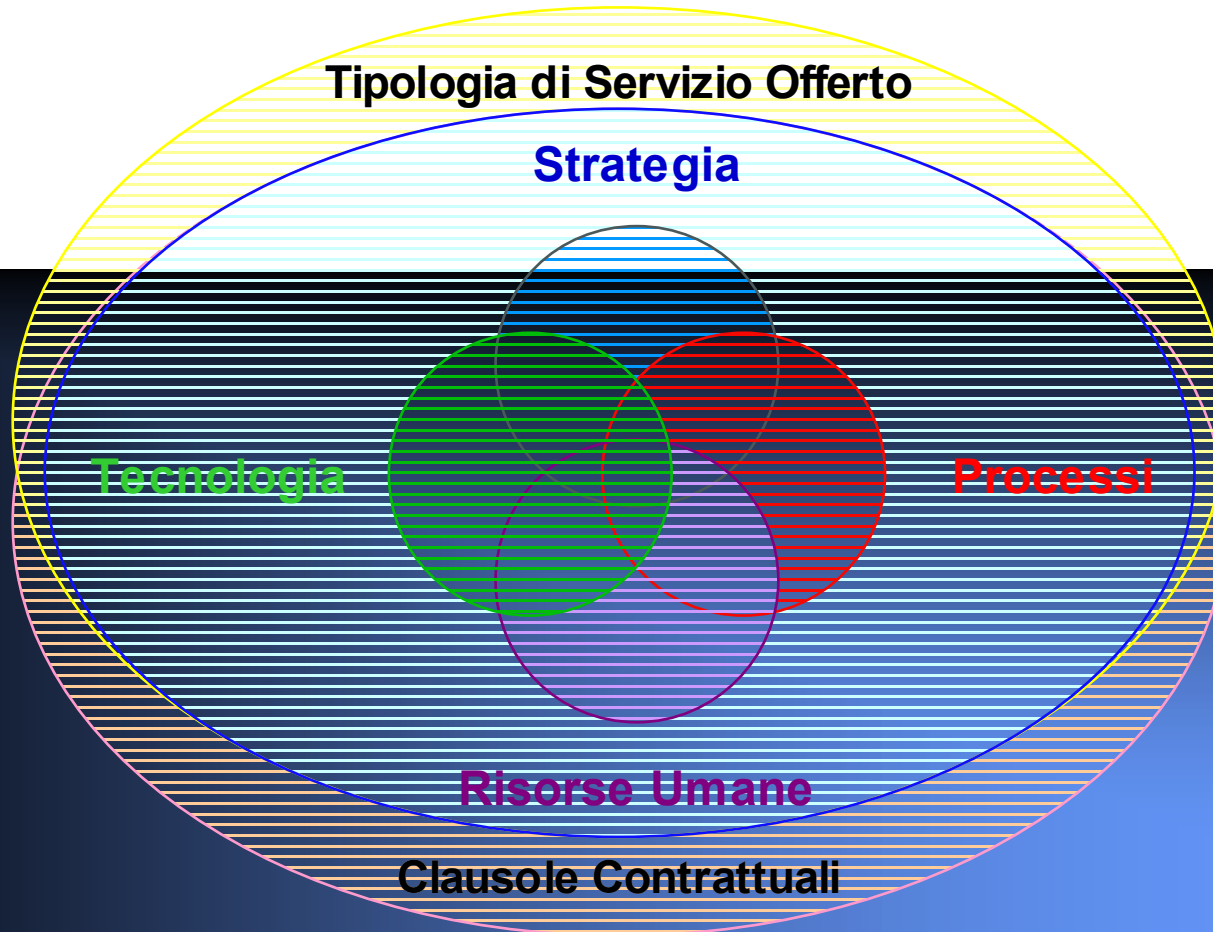 Tipologia di Servizio Offerto
Strategia
Tecnologia
Processi
Risorse Umane
Clausole Contrattuali